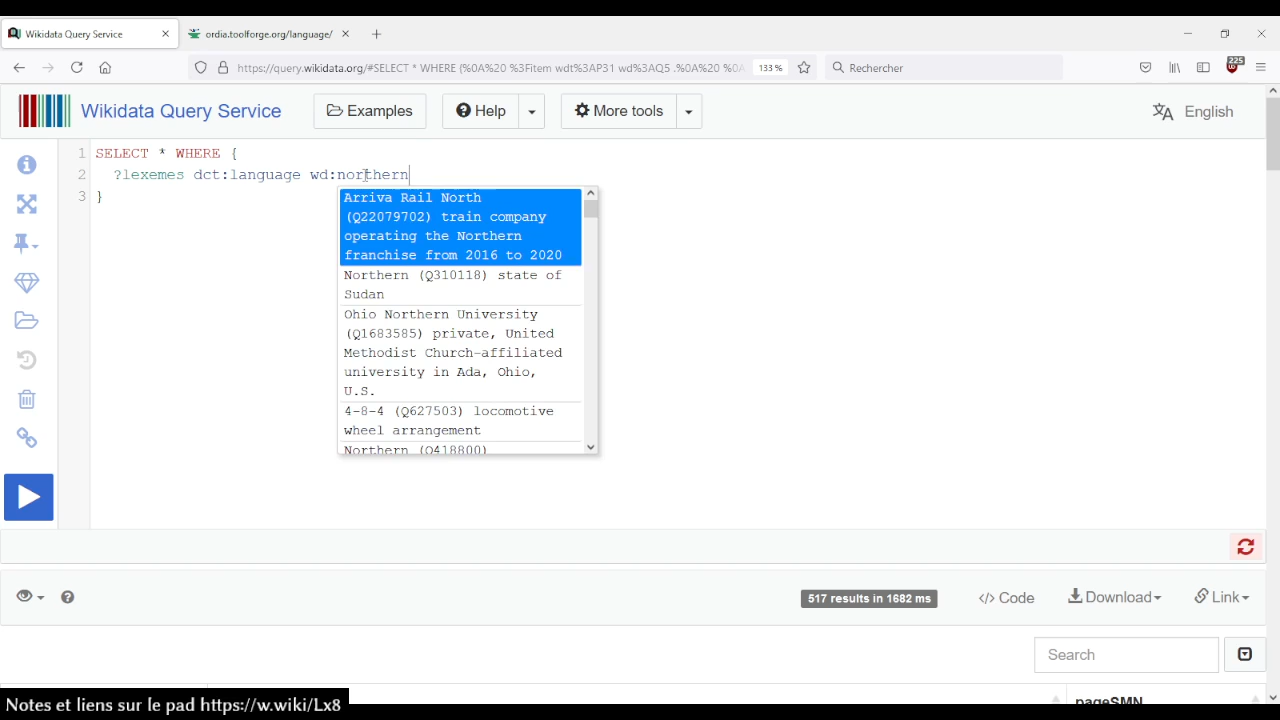 Wikidata Query Service
ordia.toolforge.org/language/
https://query.wikidata.org/#SELECT * WHERE {%0A%20 %3Fitem wdt%3AP31 wd%3AQ5 .%0A%20 %0A
133 %
Rechercher
225
Wikidata Query Service
Examples
Help
More tools
English
1 SELECT * WHERE {
2 ?lexemes dct:language wd:northern
3 }
Arriva Rail North
(Q22079702) train company
operating the Northern
franchise from 2016 to 2020
Northern (Q310118) state of
Sudan
Ohio Northern University
(Q1683585) private, United
Methodist Church-affiliated
university in Ada, Ohio,
U.S.
4-8-4 (Q627503) locomotive
wheel arrangement
Northern (Q418800)
517 results in 1682 ms
</> Code
Download
Link
Search
pageSMN
Notes et liens sur le pad https://w.wiki/Lx8